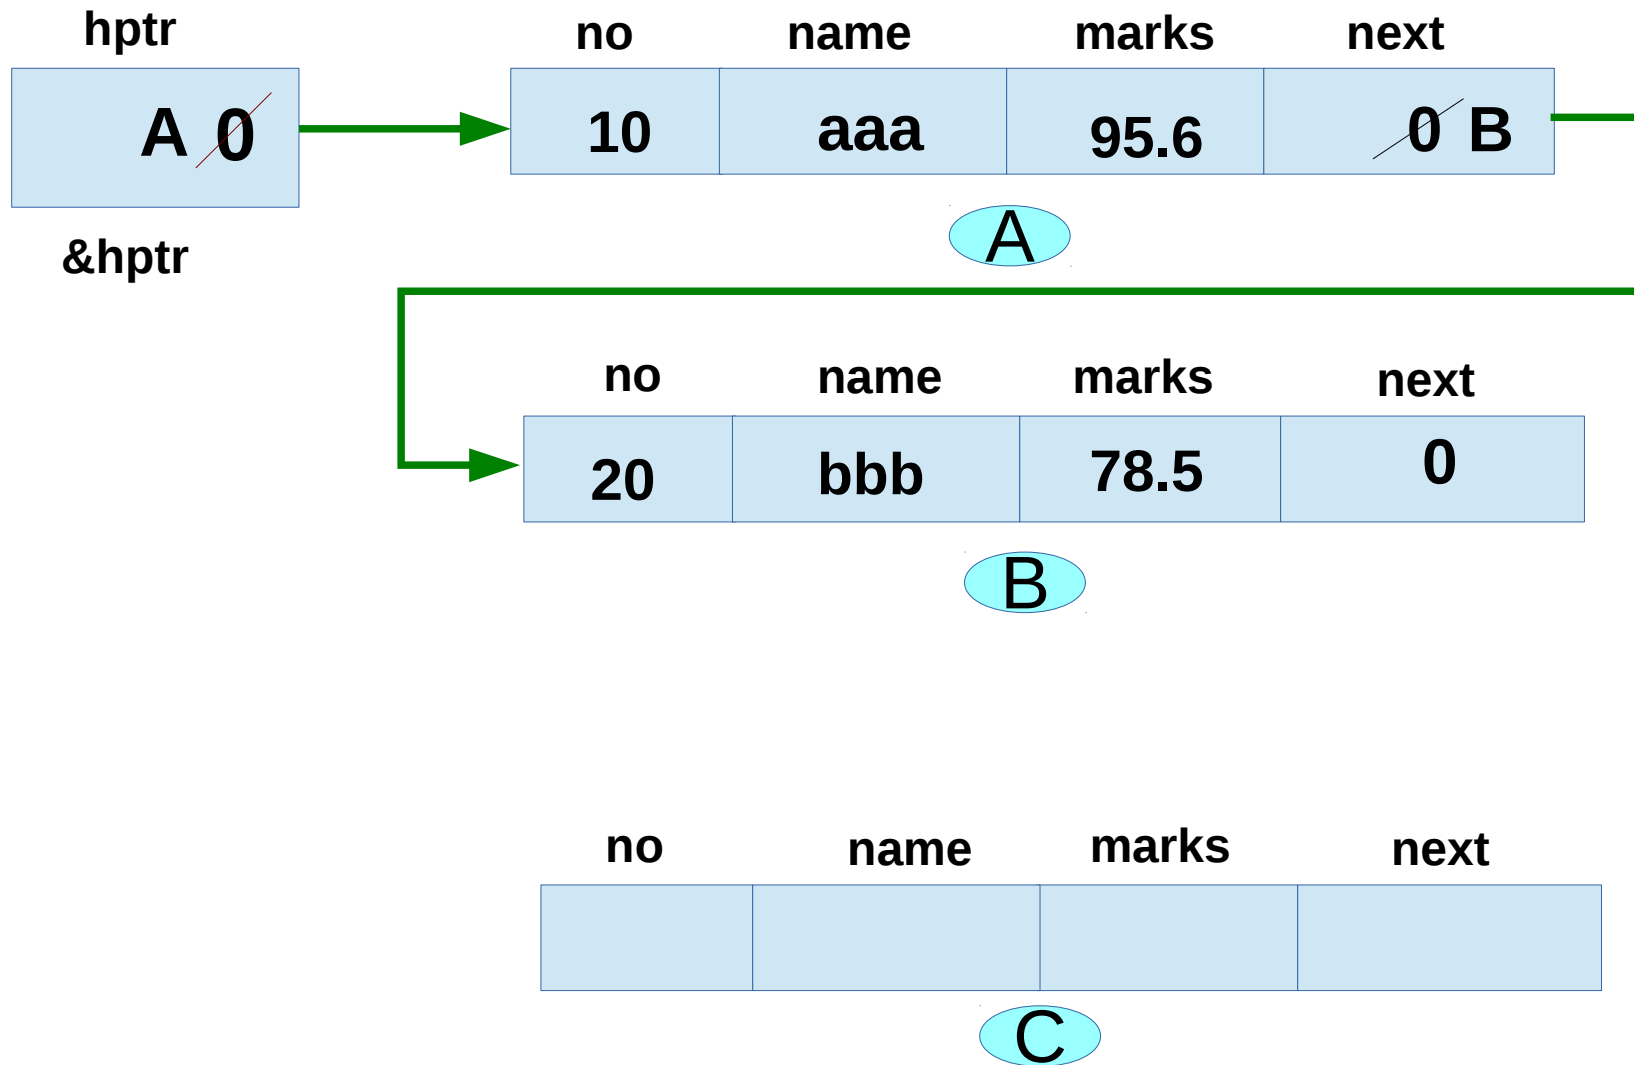 hptr
no name marks next
A 0
10 aaa 95.6 0 B
A
&hptr
no name marks next
20 bbb 78.5 0
B
no name marks next
C